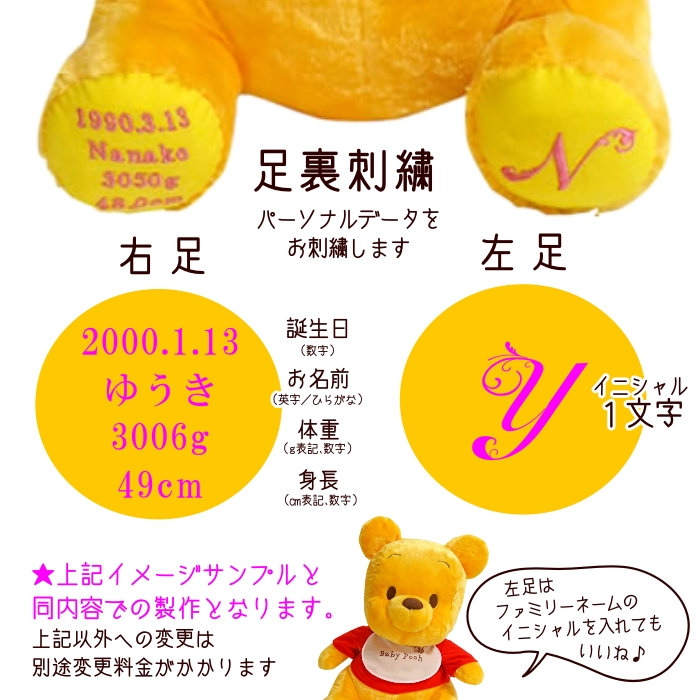 1990.3.13
Nanako
3050g
48.0cm
N
足裏刺繍
パーソナルデータを
お刺繍します
右足
左足
2000.1.13
ゆうき
3006g
49cm
誕生日
(数字)
お名前
(英字/ひらがな)
体重
(g表記、数字)
身長
(cm表記、数字)
y
イニシャル
1文字
★上記イメージサンプルと
同内容での製作となります。
上記以外への変更は
別途変更料金がかかります
Baby Pooh
左足は
ファミリーネームの
イニシャルを入れても
いいね♪